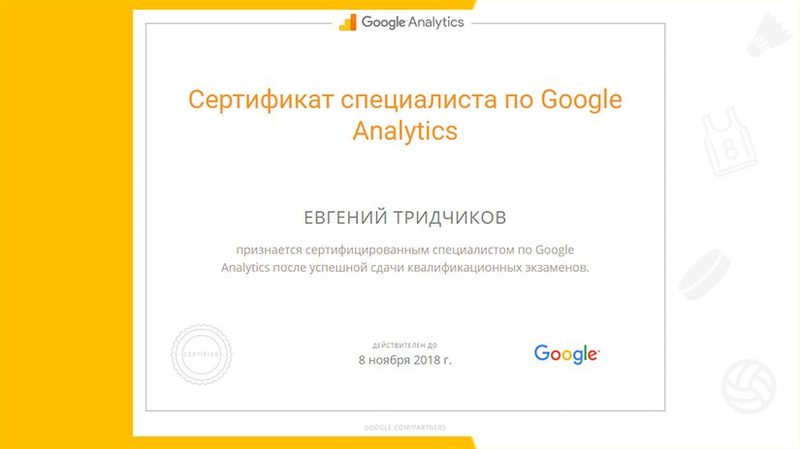 Google Analytics
Сертификат специалиста по Google
Analytics
8
ЕВГЕНИЙ ТРИДЧИКОВ
признается сертифицированным специалистом по Google
Analytics после успешной сдачи квалификационных экзаменов.
CERTIFIED
ДЕЙСТВИТЕЛЕН ДО
8 ноября 2018 г.
Google
GOOGLE.COM/PARTNERS